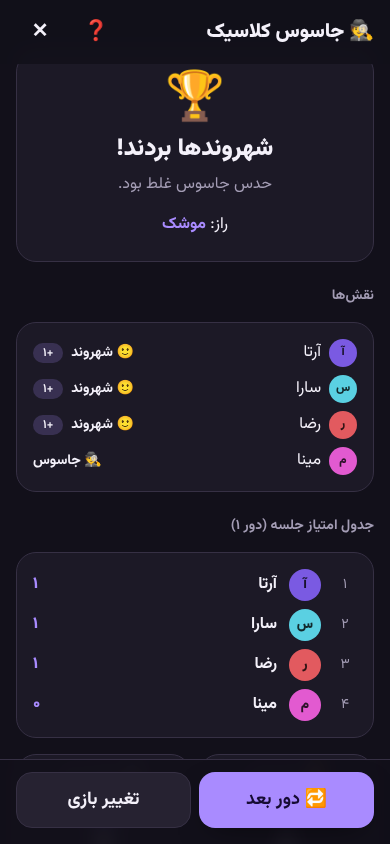 🕵️ جاسوس کلاسیک ❓ ✕
🏆
شهروندها بردند!
حدس جاسوس غلط بود.
راز: موشک
نقش‌ها
آ آرتا 🙂 شهروند +۱
س سارا 🙂 شهروند +۱
ر رضا 🙂 شهروند +۱
م مینا 🕵️ جاسوس
جدول امتیاز جلسه (دور ۱)
۱ آ آرتا ۱
۲ س سارا ۱
۳ ر رضا ۱
۴ م مینا ۰
🔁 دور بعد
تغییر بازی